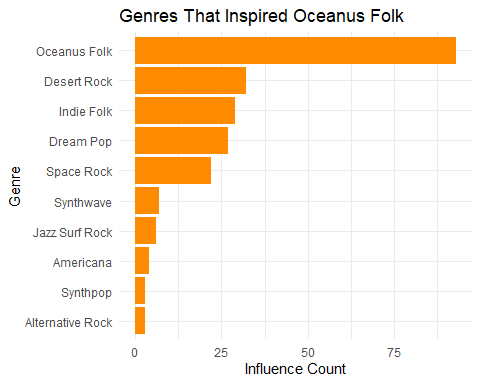 Genres That Inspired Oceanus Folk
Genre
Oceanus Folk
Desert Rock
Indie Folk
Dream Pop
Space Rock
Synthwave
Jazz Surf Rock
Americana
Synthpop
Alternative Rock
0 25 50 75
Influence Count